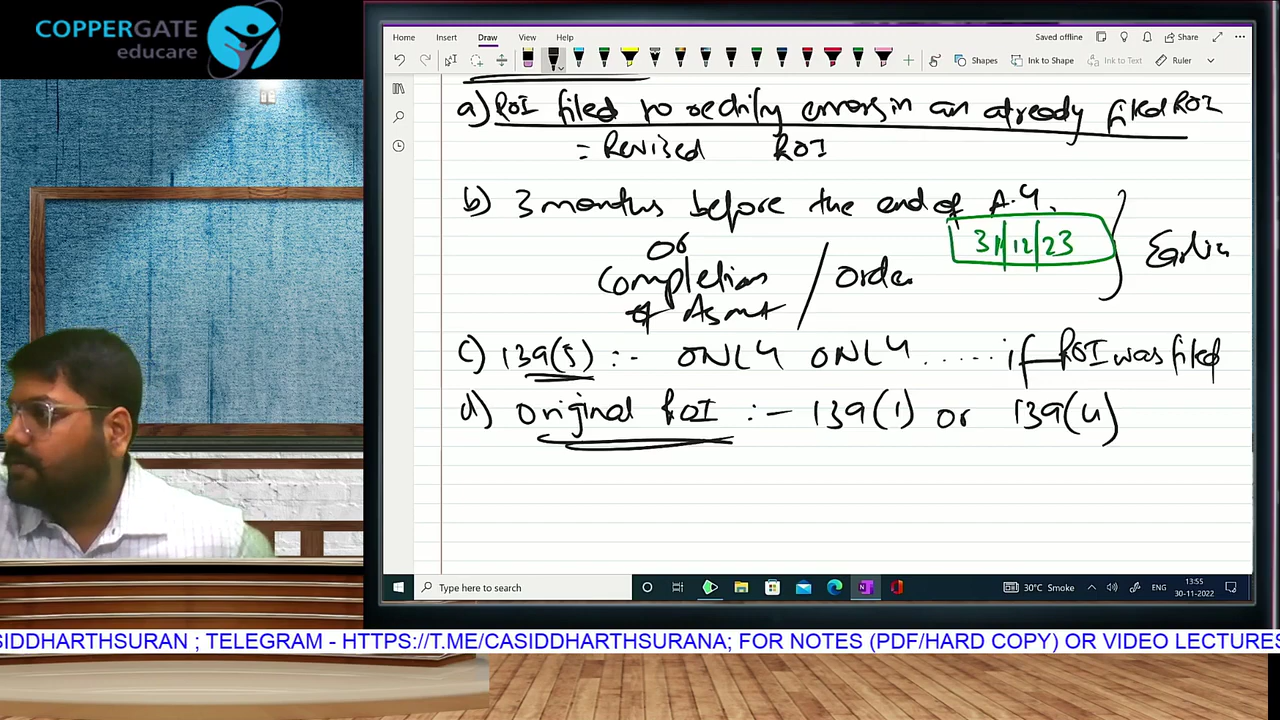 COPPERGATE
educare
Home Insert Draw View Help
Saved offline
Share
Shapes
Ink to Shape
Ink to Text
Ruler
a) ROI filed to rectify errors in an already filed ROI
= Revised ROI
b) 3 months before the end of A.Y.
31/12/23
or
completion / order
of Asmt
c) 139(5) :- ONLY ONLY ..... if ROI was filed
d) Original ROI :- 139(1) or 139(4)
Type here to search
30°C Smoke
ENG
13:55
30-11-2022
SIDDHARTHSURAN ; TELEGRAM - HTTPS://T.ME/CASIDDHARTHSURANA; FOR NOTES (PDF/HARD COPY) OR VIDEO LECTURES